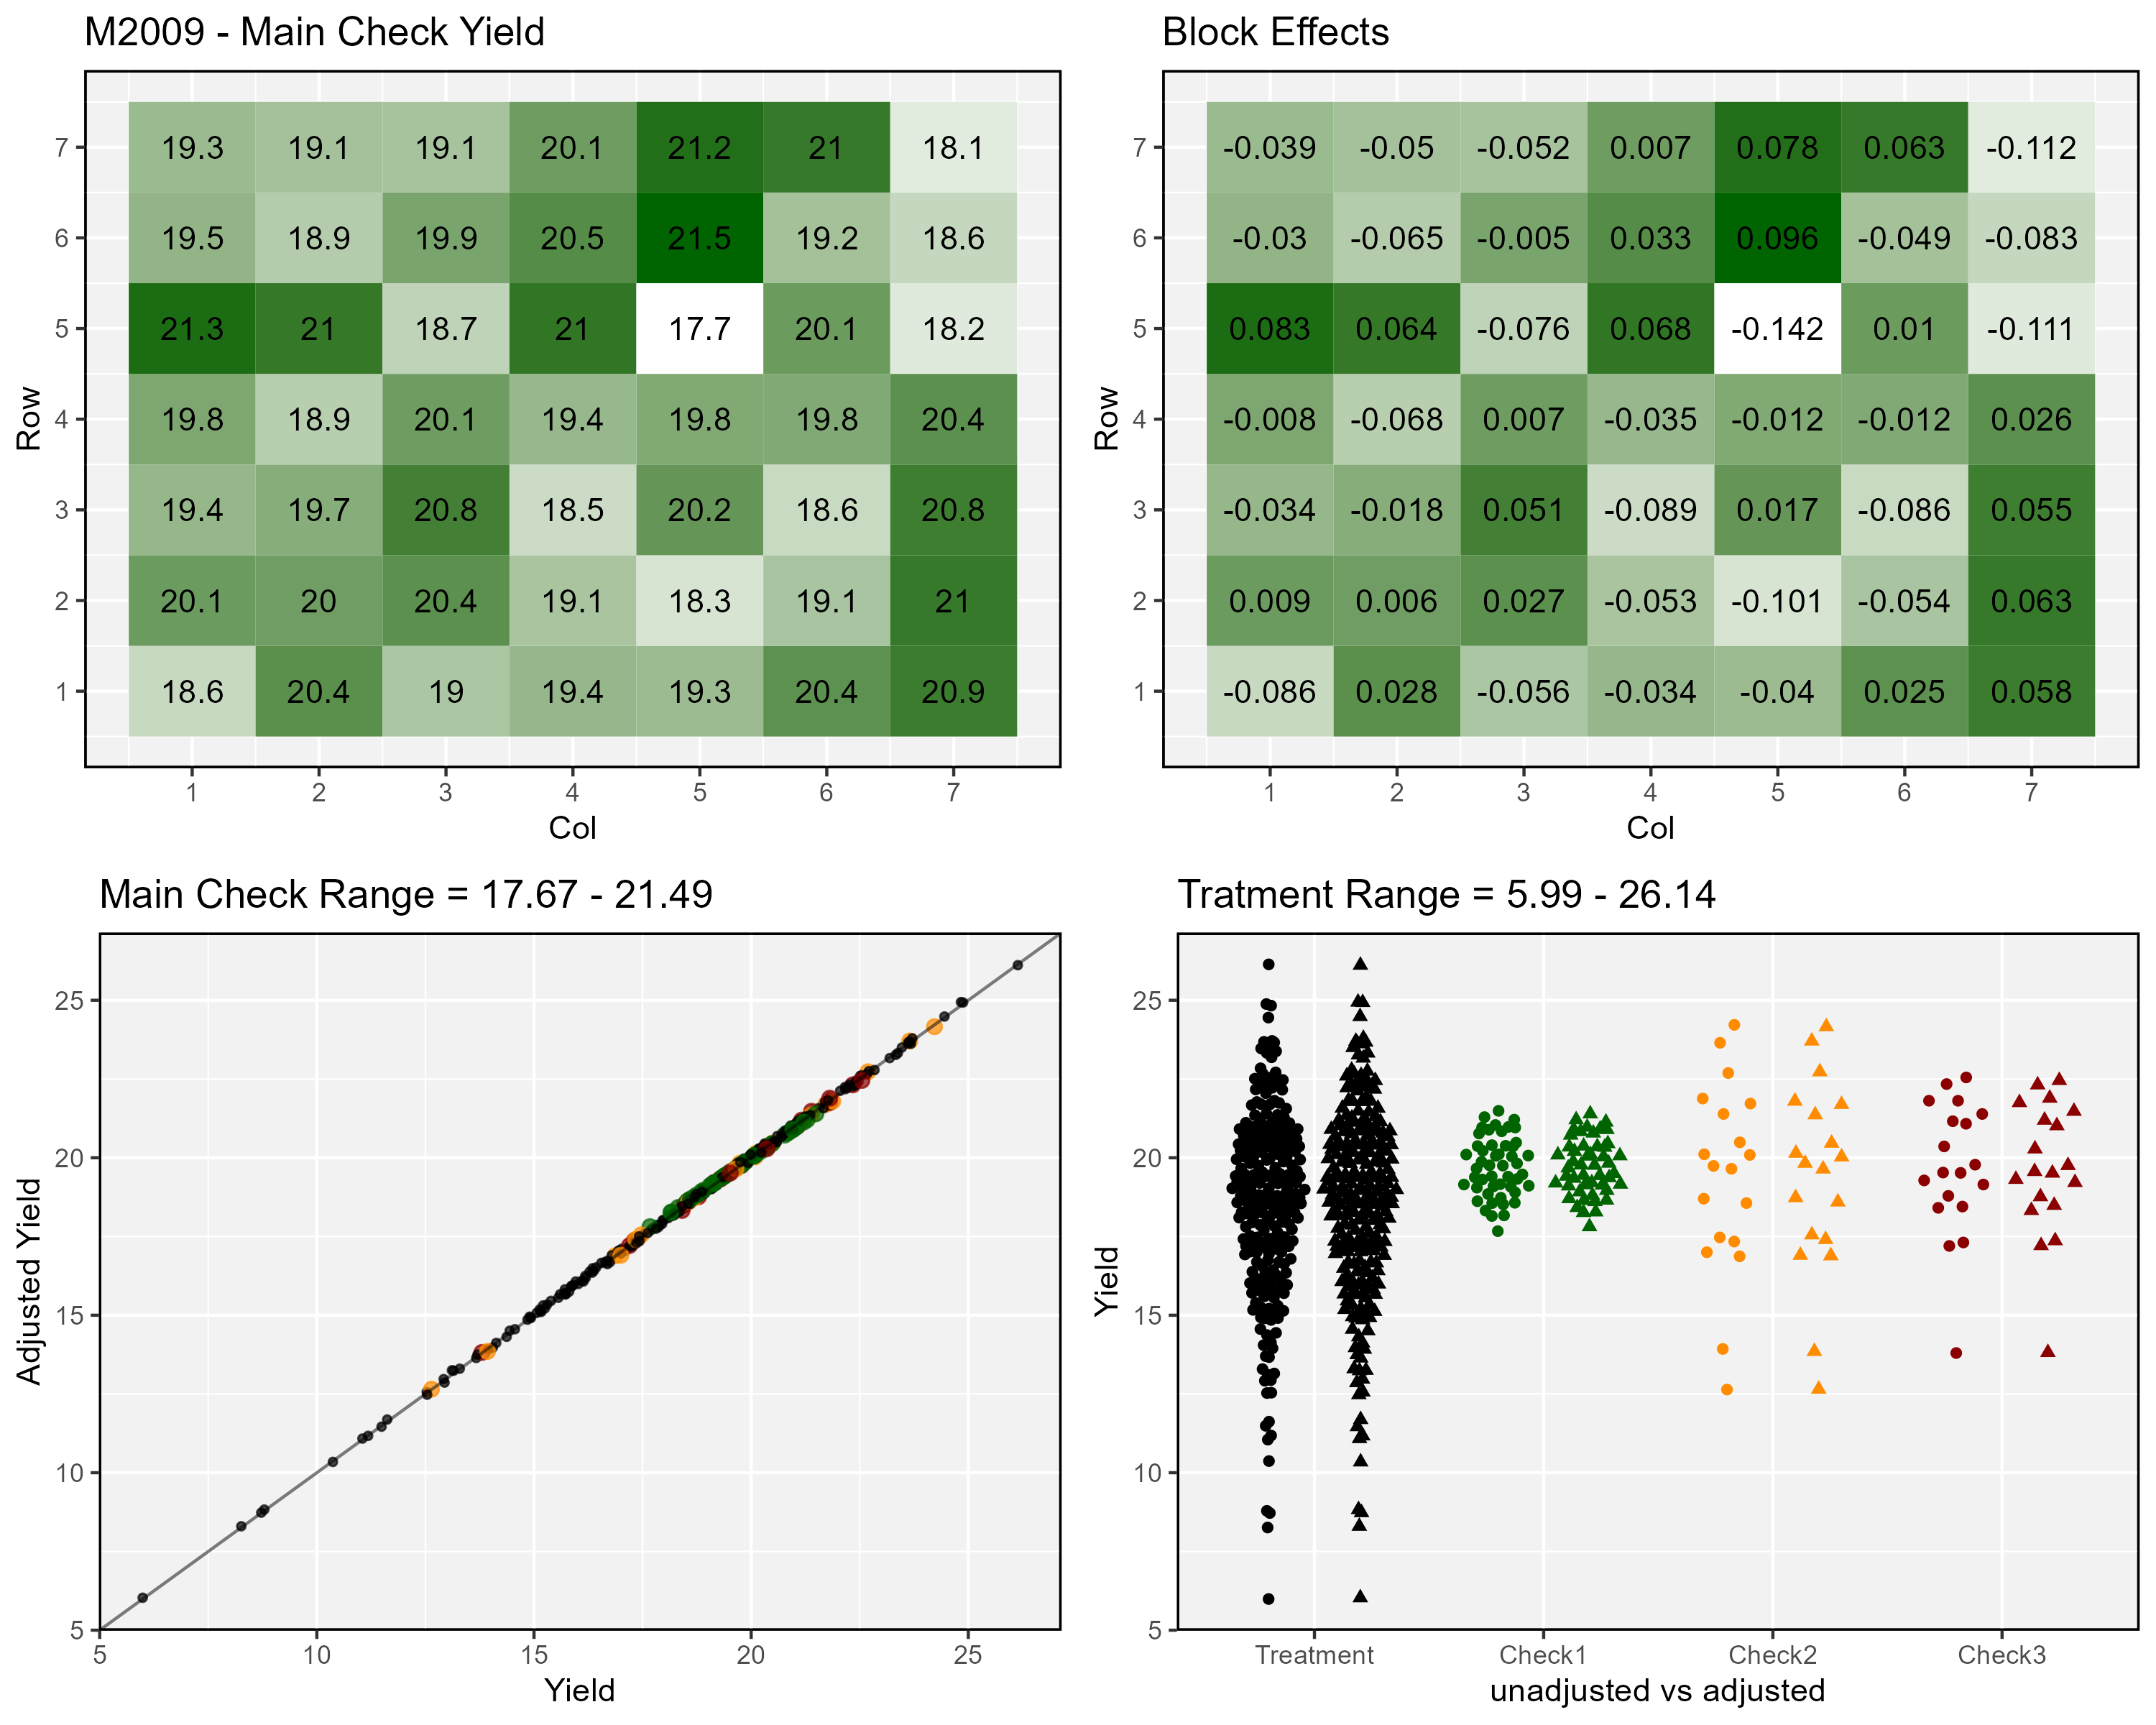 M2009 - Main Check Yield
Row
7 19.3 19.1 19.1 20.1 21.2 21 18.1
6 19.5 18.9 19.9 20.5 21.5 19.2 18.6
5 21.3 21 18.7 21 17.7 20.1 18.2
4 19.8 18.9 20.1 19.4 19.8 19.8 20.4
3 19.4 19.7 20.8 18.5 20.2 18.6 20.8
2 20.1 20 20.4 19.1 18.3 19.1 21
1 18.6 20.4 19 19.4 19.3 20.4 20.9
1 2 3 4 5 6 7
Col
Block Effects
Row
7 -0.039 -0.05 -0.052 0.007 0.078 0.063 -0.112
6 -0.03 -0.065 -0.005 0.033 0.096 -0.049 -0.083
5 0.083 0.064 -0.076 0.068 -0.142 0.01 -0.111
4 -0.008 -0.068 0.007 -0.035 -0.012 -0.012 0.026
3 -0.034 -0.018 0.051 -0.089 0.017 -0.086 0.055
2 0.009 0.006 0.027 -0.053 -0.101 -0.054 0.063
1 -0.086 0.028 -0.056 -0.034 -0.04 0.025 0.058
1 2 3 4 5 6 7
Col
Main Check Range = 17.67 - 21.49
Adjusted Yield
25
20
15
10
5
5 10 15 20 25
Yield
Tratment Range = 5.99 - 26.14
Yield
25
20
15
10
5
Treatment Check1 Check2 Check3
unadjusted vs adjusted